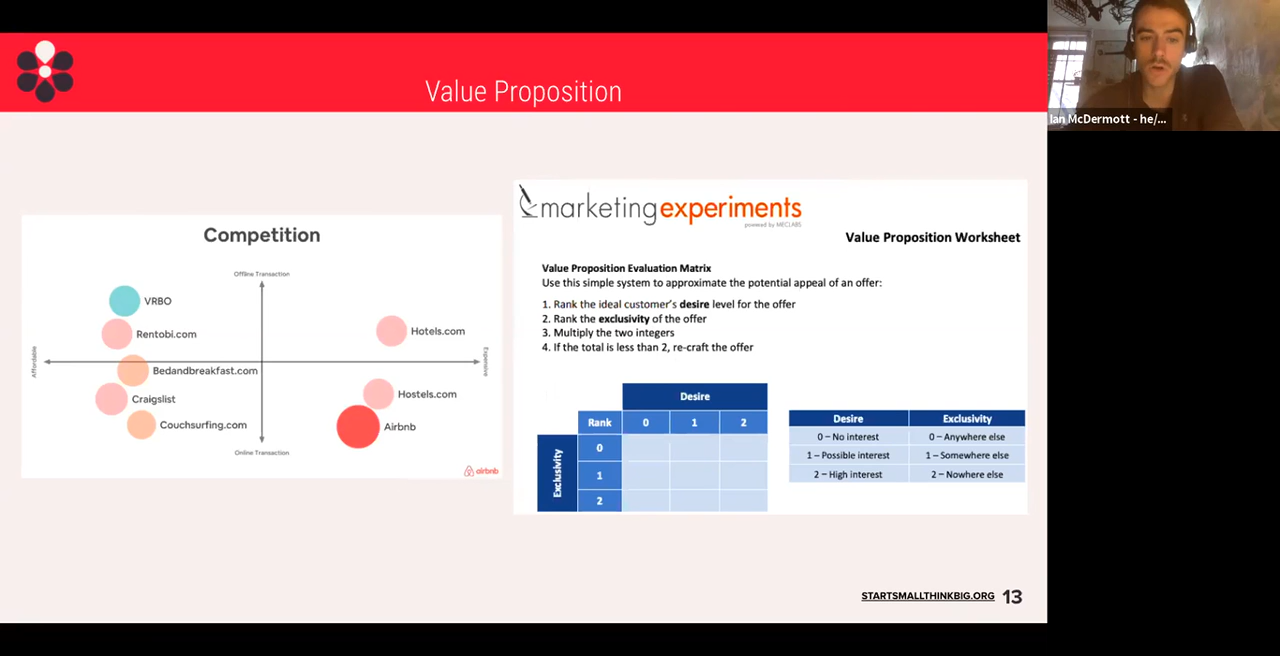 Value Proposition
Ian McDermott - he/...
Competition
Offline Transaction
VRBO
Rentobi.com
Hotels.com
Affordable
Expensive
Bedandbreakfast.com
Craigslist
Hostels.com
Couchsurfing.com
Airbnb
Online Transaction
airbnb
marketingexperiments
powered by MECLABS
Value Proposition Worksheet
Value Proposition Evaluation Matrix
Use this simple system to approximate the potential appeal of an offer:
1. Rank the ideal customer's desire level for the offer
2. Rank the exclusivity of the offer
3. Multiply the two integers
4. If the total is less than 2, re-craft the offer
Desire
Rank 0 1 2
Exclusivity
0
1
2
Desire Exclusivity
0 – No interest 0 – Anywhere else
1 – Possible interest 1 – Somewhere else
2 – High interest 2 – Nowhere else
STARTSMALLTHINKBIG.ORG 13